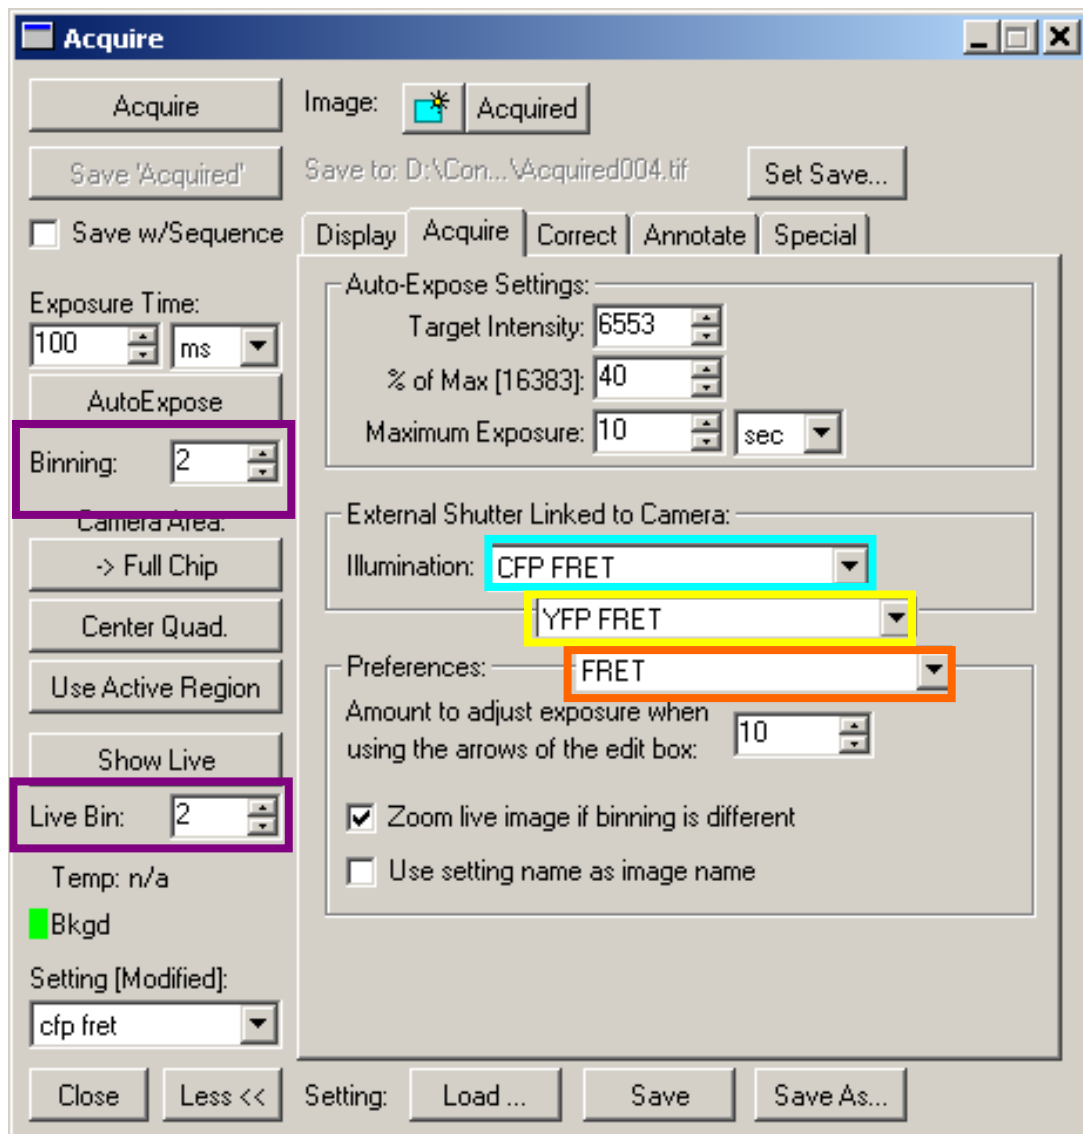 Acquire
Acquire
Image:
Acquired
Save 'Acquired'
Save to: D:\Con...\Acquired004.tif
Set Save...
Save w/Sequence
Display
Acquire
Correct
Annotate
Special
Exposure Time:
100
ms
AutoExpose
Binning:
2
Camera Area:
-> Full Chip
Center Quad.
Use Active Region
Show Live
Live Bin:
2
Temp: n/a
Bkgd
Setting [Modified]:
cfp fret
Auto-Expose Settings:
Target Intensity:
6553
% of Max [16383]:
40
Maximum Exposure:
10
sec
External Shutter Linked to Camera:
Illumination:
CFP FRET
YFP FRET
FRET
Preferences:
Amount to adjust exposure when
using the arrows of the edit box:
10
Zoom live image if binning is different
Use setting name as image name
Close
Less <<
Setting:
Load ...
Save
Save As...